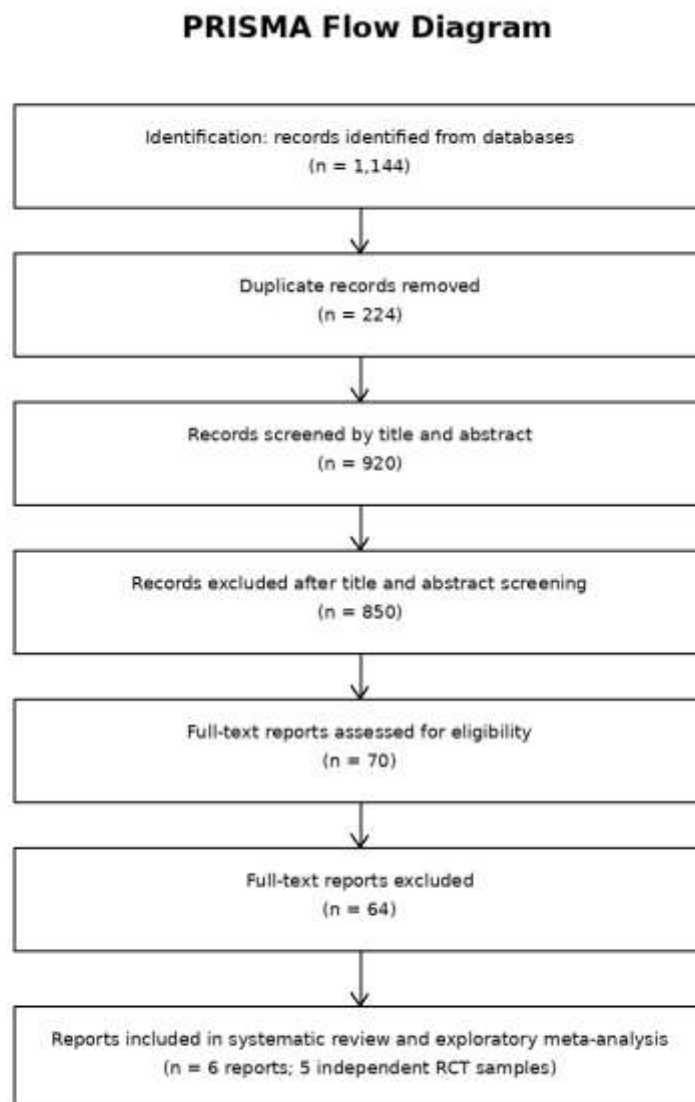 PRISMA Flow Diagram
Identification: records identified from databases
(n = 1,144)
Duplicate records removed
(n = 224)
Records screened by title and abstract
(n = 920)
Records excluded after title and abstract screening
(n = 850)
Full-text reports assessed for eligibility
(n = 70)
Full-text reports excluded
(n = 64)
Reports included in systematic review and exploratory meta-analysis
(n = 6 reports; 5 independent RCT samples)